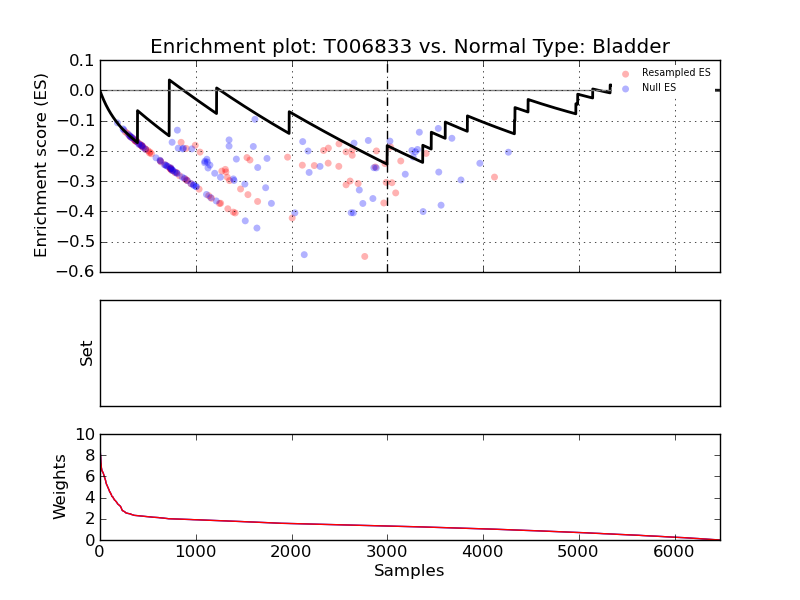 Enrichment plot: T006833 vs. Normal Type: Bladder
Enrichment score (ES)
0.1
0.0
−0.1
−0.2
−0.3
−0.4
−0.5
−0.6
Resampled ES
Null ES
Set
Weights
10
8
6
4
2
0
0 1000 2000 3000 4000 5000 6000
Samples